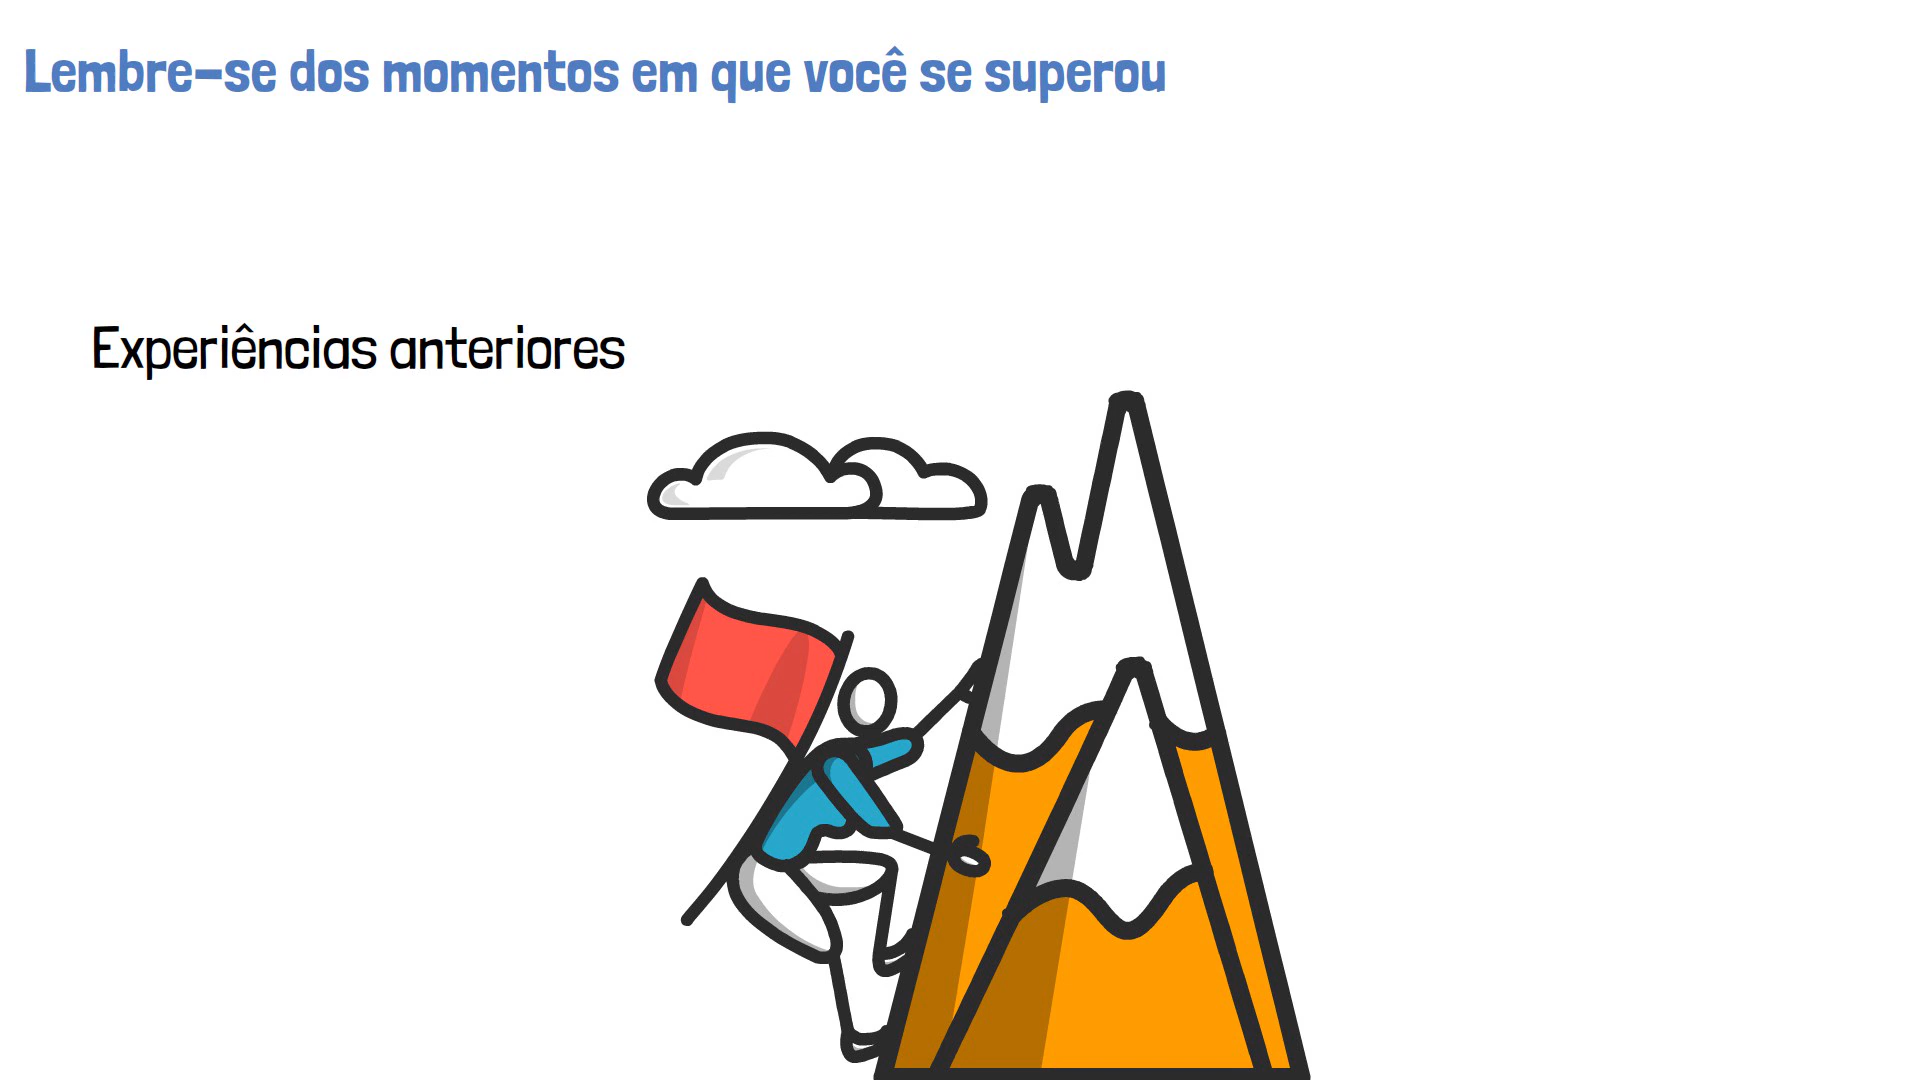 Lembre-se dos momentos em que você se superou
Experiências anteriores